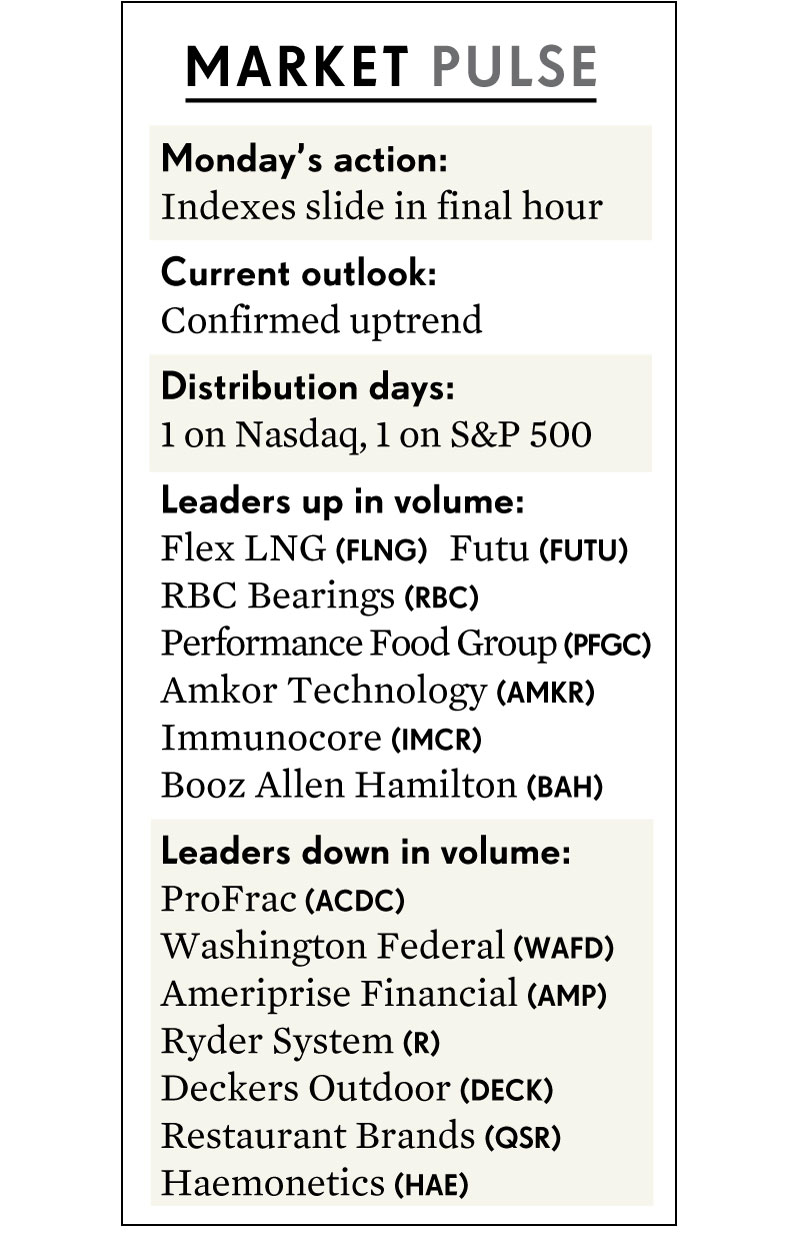 MARKET PULSE
Monday's action:
Indexes slide in final hour
Current outlook:
Confirmed uptrend
Distribution days:
1 on Nasdaq, 1 on S&P 500
Leaders up in volume:
Flex LNG (FLNG) Futu (FUTU)
RBC Bearings (RBC)
Performance Food Group (PFGC)
Amkor Technology (AMKR)
Immunocore (IMCR)
Booz Allen Hamilton (BAH)
Leaders down in volume:
ProFrac (ACDC)
Washington Federal (WAFD)
Ameriprise Financial (AMP)
Ryder System (R)
Deckers Outdoor (DECK)
Restaurant Brands (QSR)
Haemonetics (HAE)